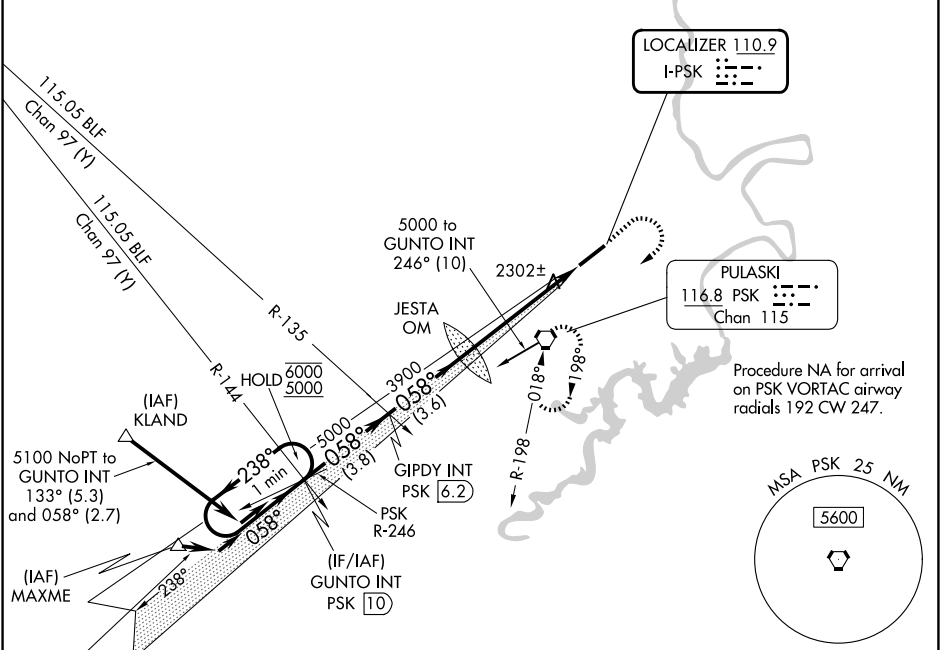 LOCALIZER 110.9
I-PSK
115.05 BLF
Chan 97 (Y)
115.05 BLF
Chan 97 (Y)
5000 to
GUNTO INT
246° (10)
2302±
PULASKI
116.8 PSK
Chan 115
JESTA
OM
R-135
R-144
HOLD 6000
5000
3900
058°
(3.6)
018°
198°
R-198
Procedure NA for arrival
on PSK VORTAC airway
radials 192 CW 247.
(IAF)
KLAND
5000
058°
(3.8)
238°
1 min
058°
5100 NoPT to
GUNTO INT
133° (5.3)
and 058° (2.7)
GIPDY INT
PSK 6.2
PSK
R-246
MSA PSK 25 NM
5600
(IAF)
MAXME
238°
(IF/IAF)
GUNTO INT
PSK 10